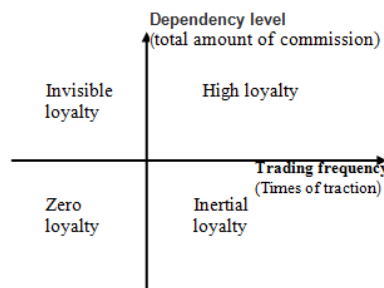 Dependency level
(total amount of commission)
Invisible
loyalty
High loyalty
Trading frequency
(Times of traction)
Zero
loyalty
Inertial
loyalty